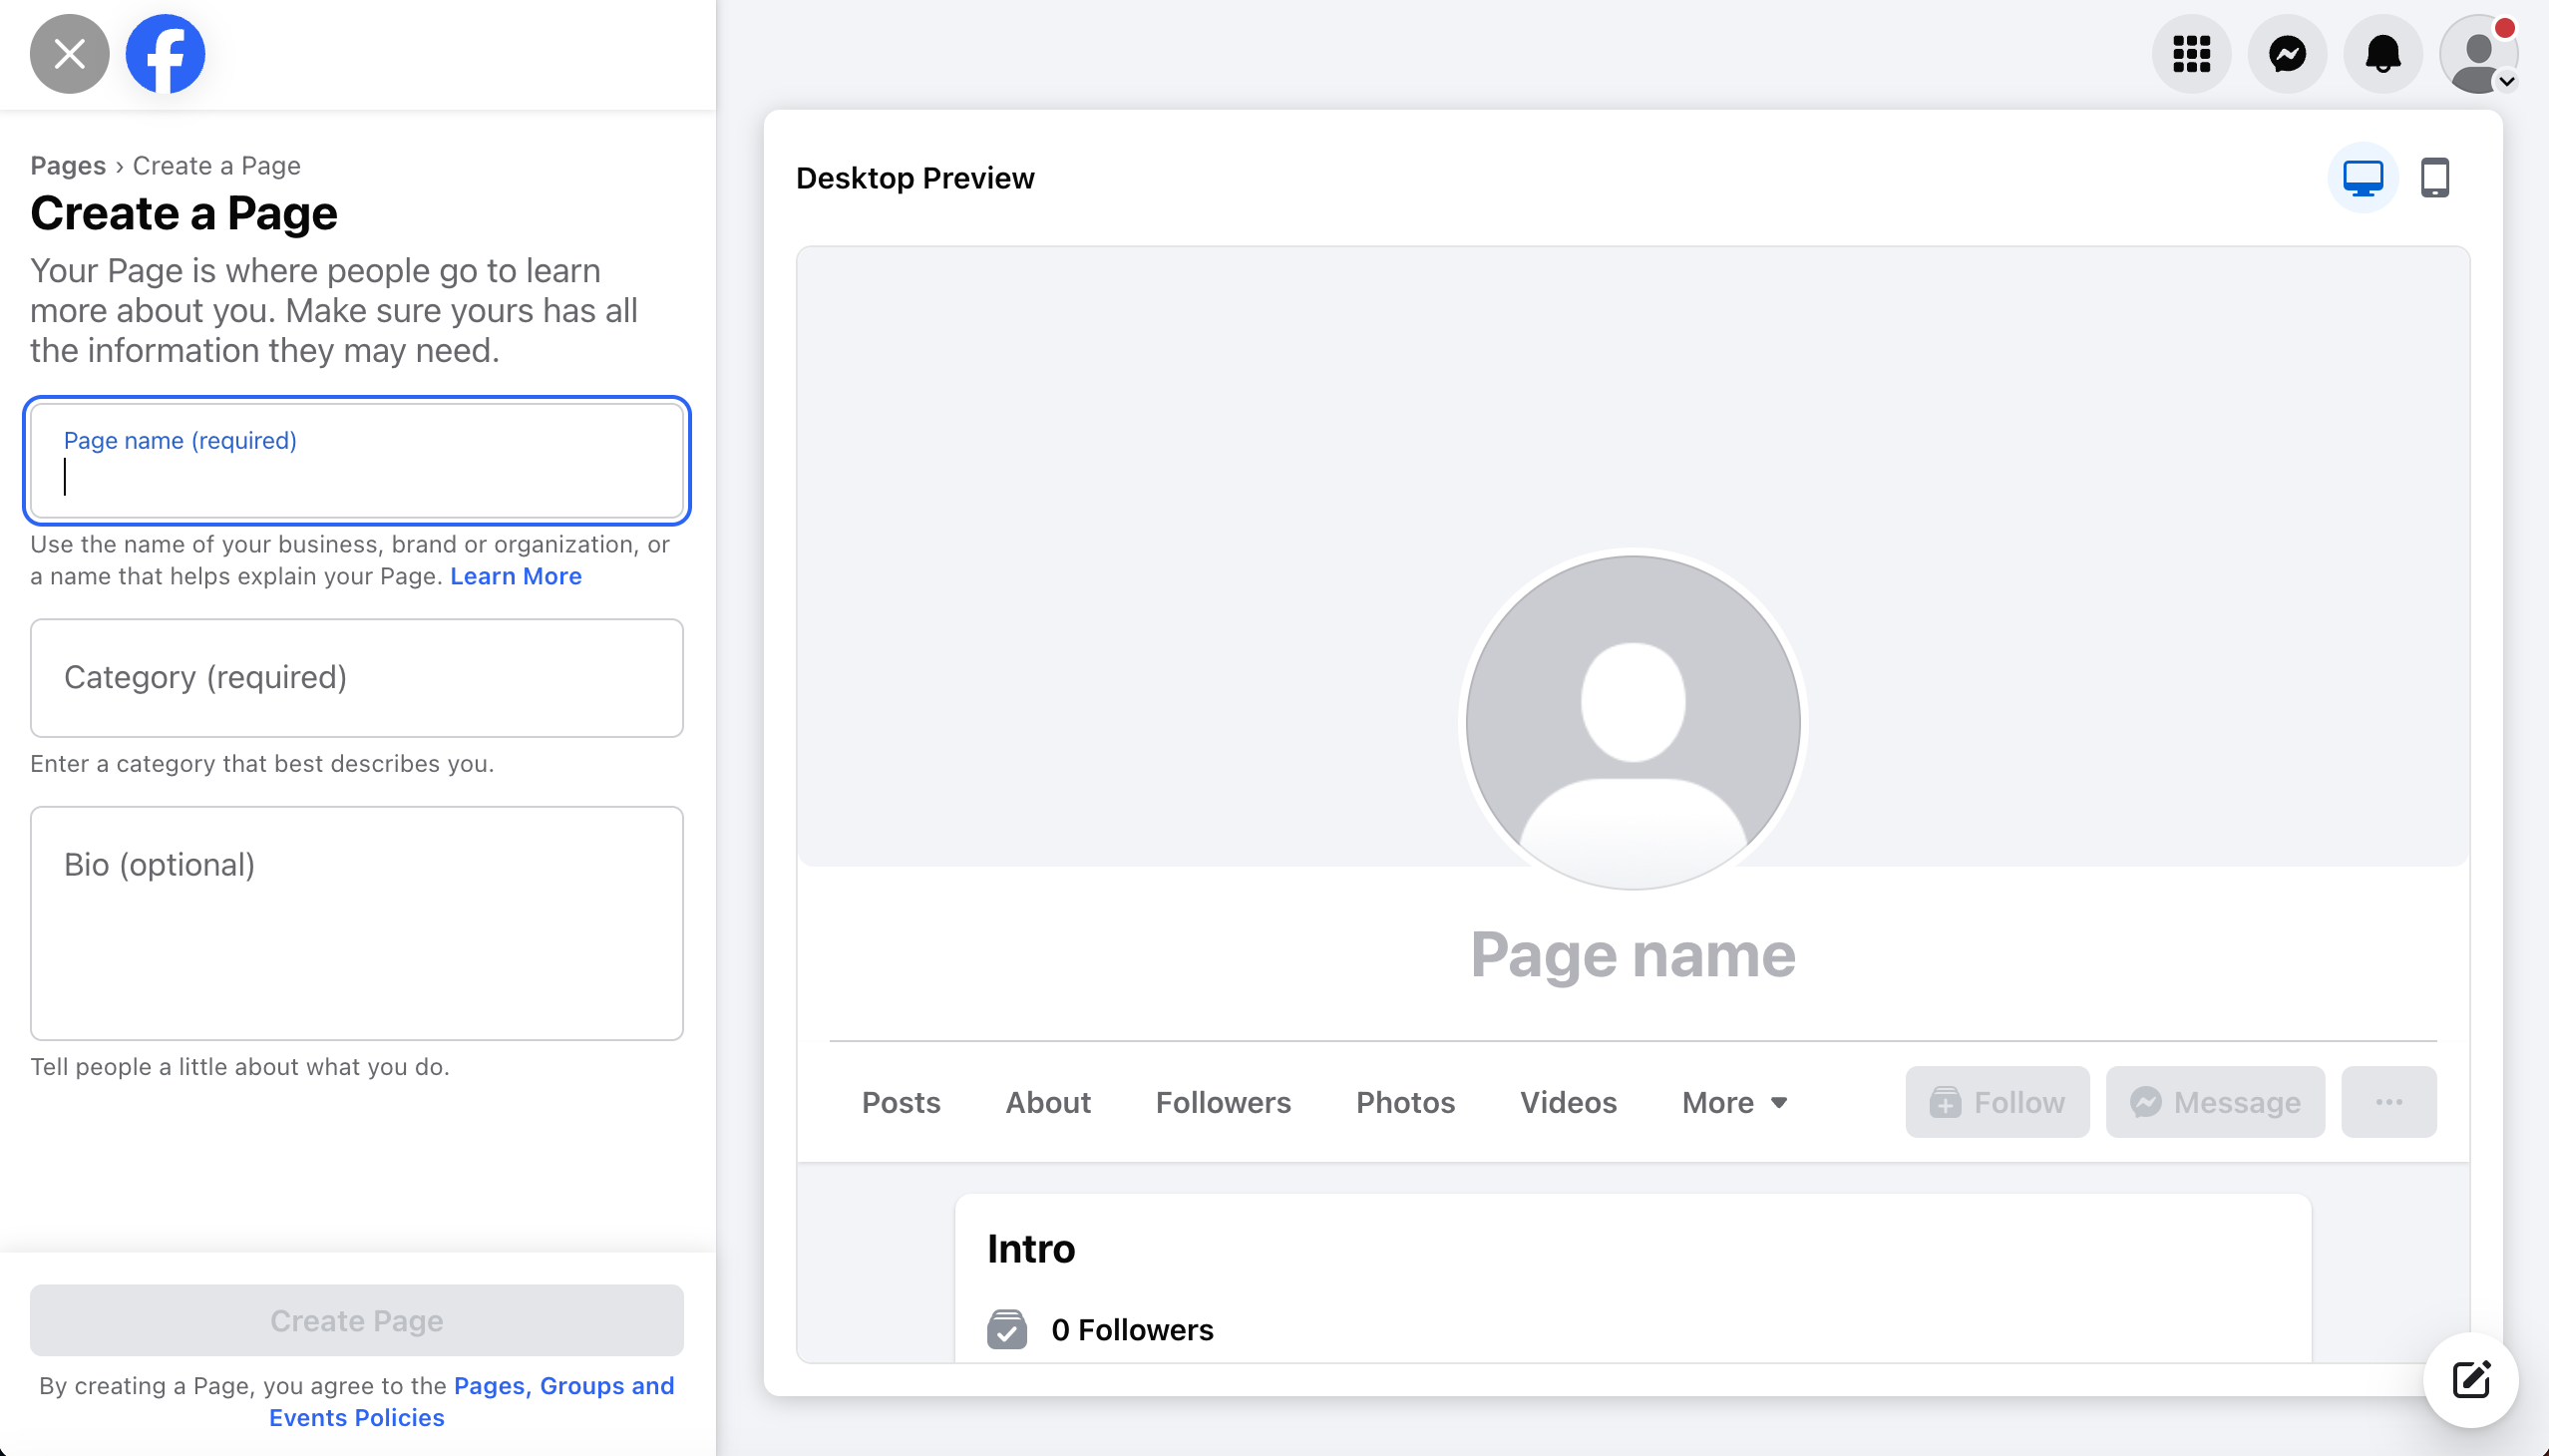 Pages › Create a Page
Create a Page
Your Page is where people go to learn
more about you. Make sure yours has all
the information they may need.
Page name (required)
Use the name of your business, brand or organization, or
a name that helps explain your Page. Learn More
Category (required)
Enter a category that best describes you.
Bio (optional)
Tell people a little about what you do.
Create Page
By creating a Page, you agree to the Pages, Groups and
Events Policies
Desktop Preview
Page name
Posts About Followers Photos Videos More Follow Message
Intro
0 Followers